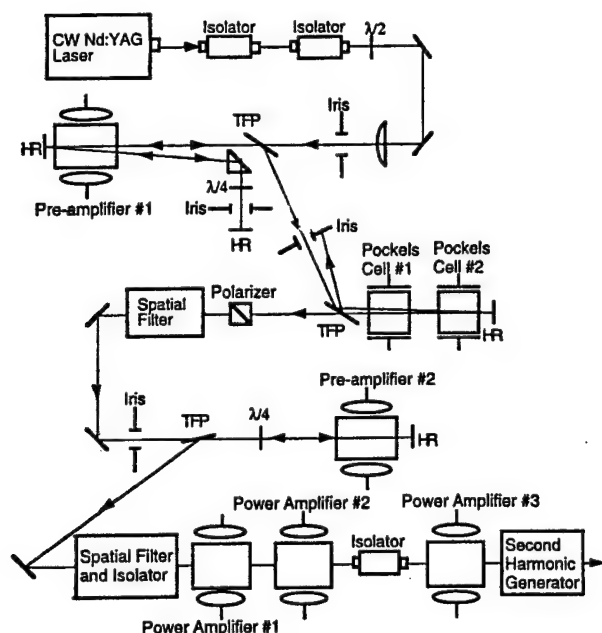 Isolator
Isolator
λ/2
CW Nd:YAG
Laser
Iris
TFP
HR
λ/4
Pre-amplifier #1
Iris
HR
Iris
Pockels
Cell #1
Pockels
Cell #2
Spatial
Filter
Polarizer
TFP
HR
Pre-amplifier #2
Iris
TFP
λ/4
HR
Power Amplifier #2
Power Amplifier #3
Isolator
Spatial Filter
and Isolator
Second
Harmonic
Generator
Power Amplifier #1